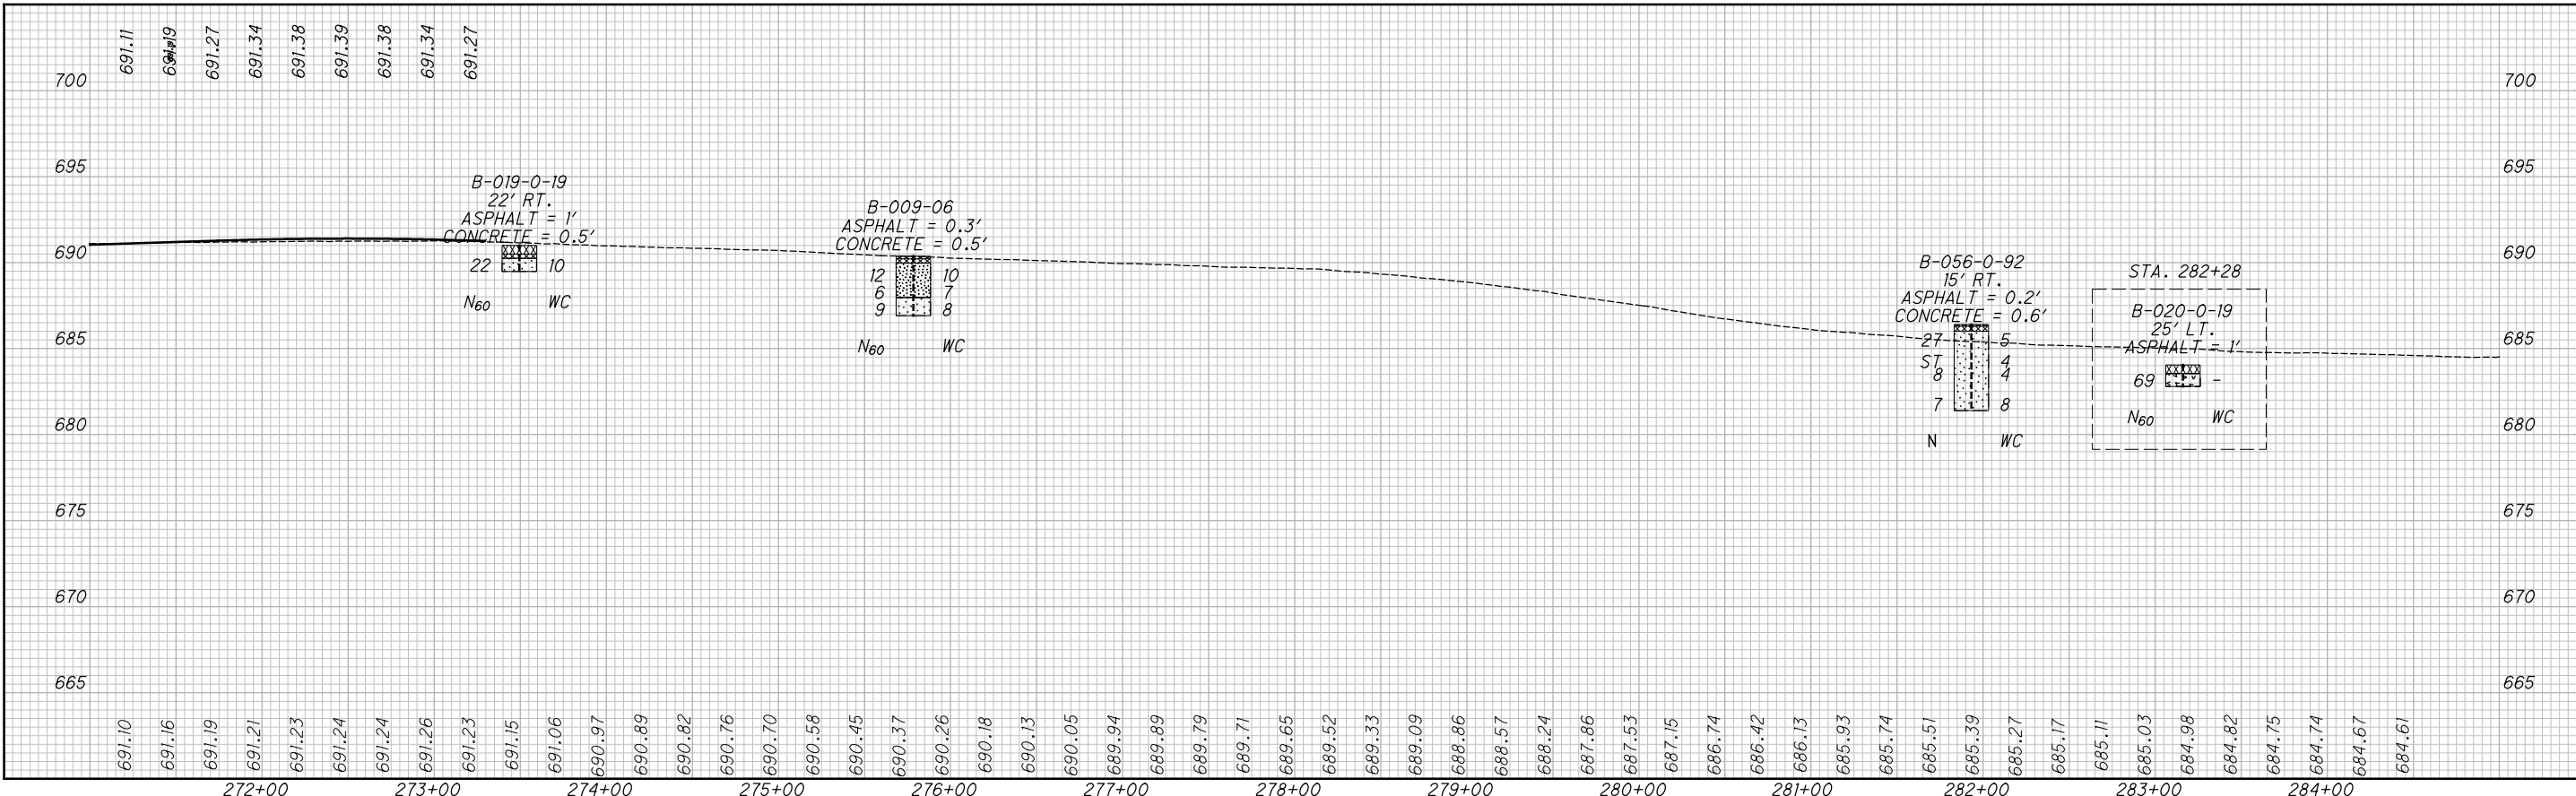 691.11 691.19 691.27 691.34 691.38 691.39 691.38 691.34 691.27
700 700
695 695
690 690
685 685
680 680
675 675
670 670
665 665
B-019-0-19
22' RT.
ASPHALT = 1'
CONCRETE = 0.5'
22 10
N60 WC
B-009-06
ASPHALT = 0.3'
CONCRETE = 0.5'
12 10
6 7
9 8
N60 WC
B-056-0-92
15' RT.
ASPHALT = 0.2'
CONCRETE = 0.6'
27 5
ST 4
8 4
7 8
N WC
STA. 282+28
B-020-0-19
25' LT.
ASPHALT = 1'
69 -
N60 WC
691.10 691.16 691.19 691.21 691.23 691.24 691.24 691.26 691.23 691.15 691.06 690.97 690.89 690.82 690.76 690.70 690.58 690.45 690.37 690.26 690.18 690.13 690.05 689.94 689.89 689.79 689.71 689.65 689.52 689.33 689.09 688.86 688.57 688.24 687.86 687.53 687.15 686.74 686.42 686.13 685.93 685.74 685.51 685.39 685.27 685.17 685.11 685.03 684.98 684.82 684.75 684.74 684.67 684.61
272+00 273+00 274+00 275+00 276+00 277+00 278+00 279+00 280+00 281+00 282+00 283+00 284+00